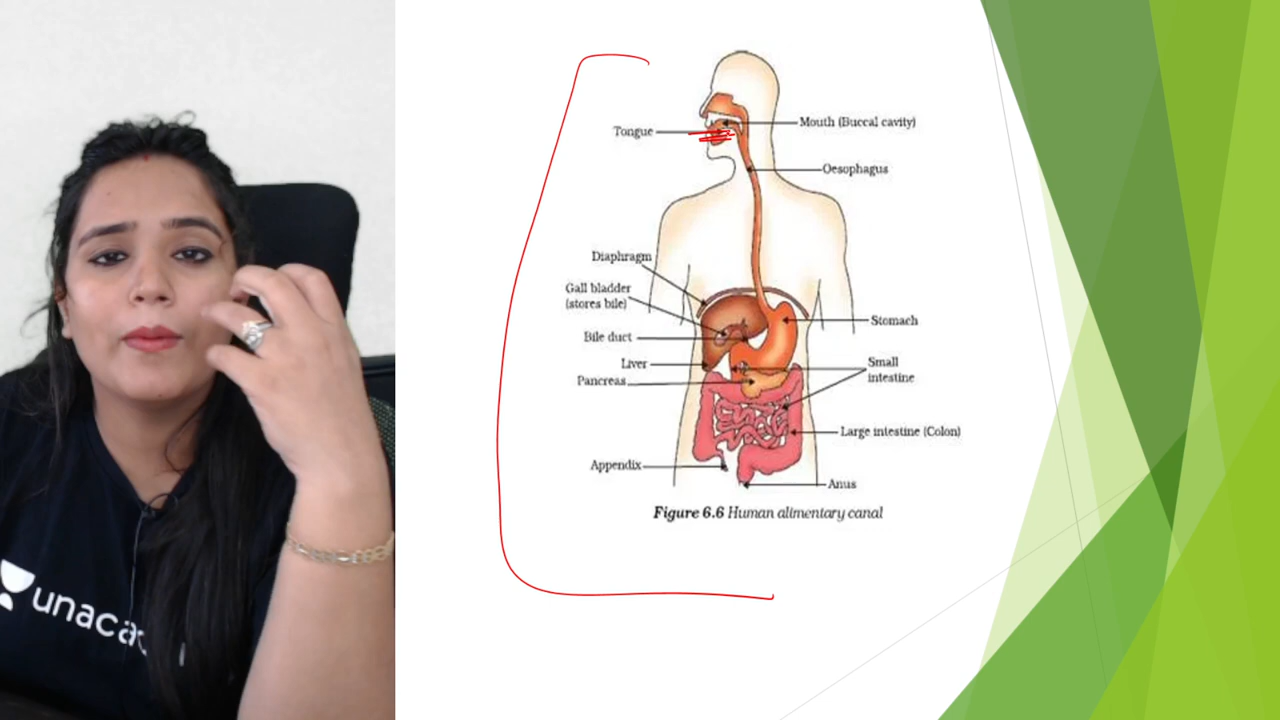 Tongue
Mouth (Buccal cavity)
Oesophagus
Diaphragm
Gall bladder
(stores bile)
Bile duct
Liver
Pancreas
Appendix
Stomach
Small
intestine
Large intestine (Colon)
Anus
Figure 6.6 Human alimentary canal